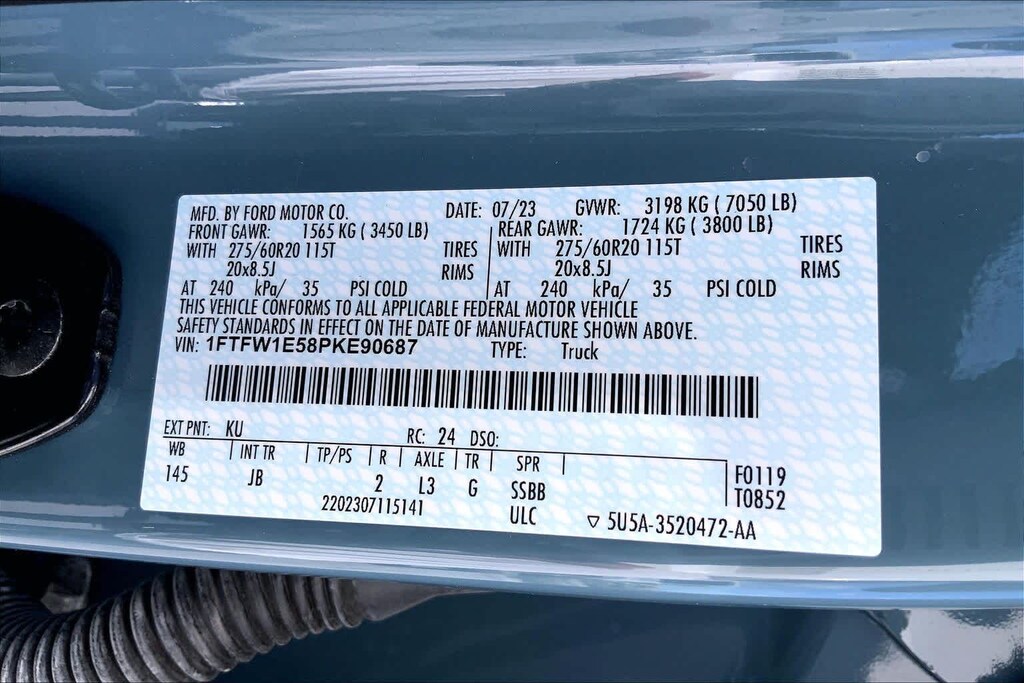 MFD. BY FORD MOTOR CO. DATE: 07/23 GVWR: 3198 KG ( 7050 LB)
FRONT GAWR: 1565 KG ( 3450 LB) REAR GAWR: 1724 KG ( 3800 LB)
WITH 275/60R20 115T TIRES WITH 275/60R20 115T TIRES
20x8.5J RIMS 20x8.5J RIMS
AT 240 kPa/ 35 PSI COLD AT 240 kPa/ 35 PSI COLD
THIS VEHICLE CONFORMS TO ALL APPLICABLE FEDERAL MOTOR VEHICLE
SAFETY STANDARDS IN EFFECT ON THE DATE OF MANUFACTURE SHOWN ABOVE.
VIN: 1FTFW1E58PKE90687 TYPE: Truck
EXT PNT: KU RC: 24 DSO:
WB INT TR TP/PS R AXLE TR SPR F0119
145 JB 2 L3 G SSBB T0852
2202307115141 ULC ▽ 5U5A-3520472-AA